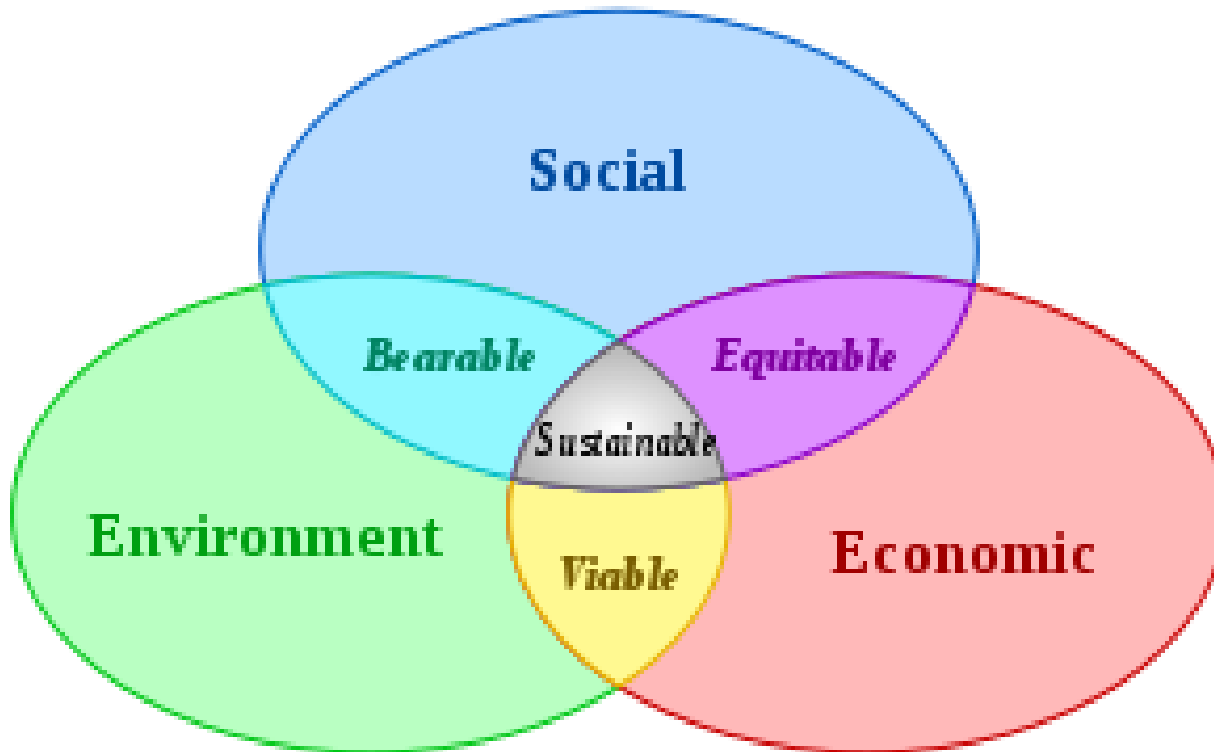 Social
Bearable
Equitable
Sustainable
Environment
Economic
Viable